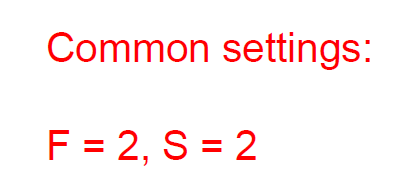 Common settings:
F = 2, S = 2